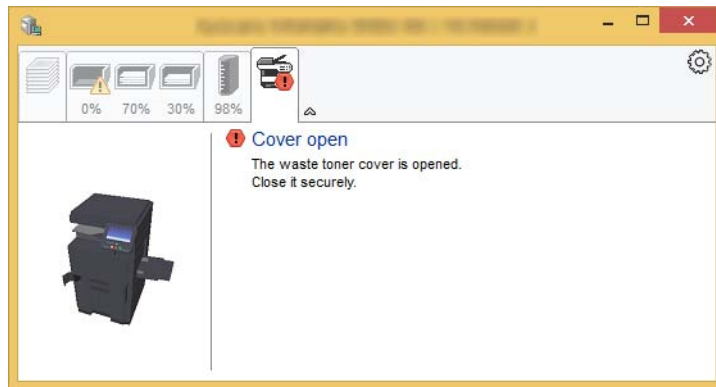 0% 70% 30% 98%
Cover open
The waste toner cover is opened.
Close it securely.